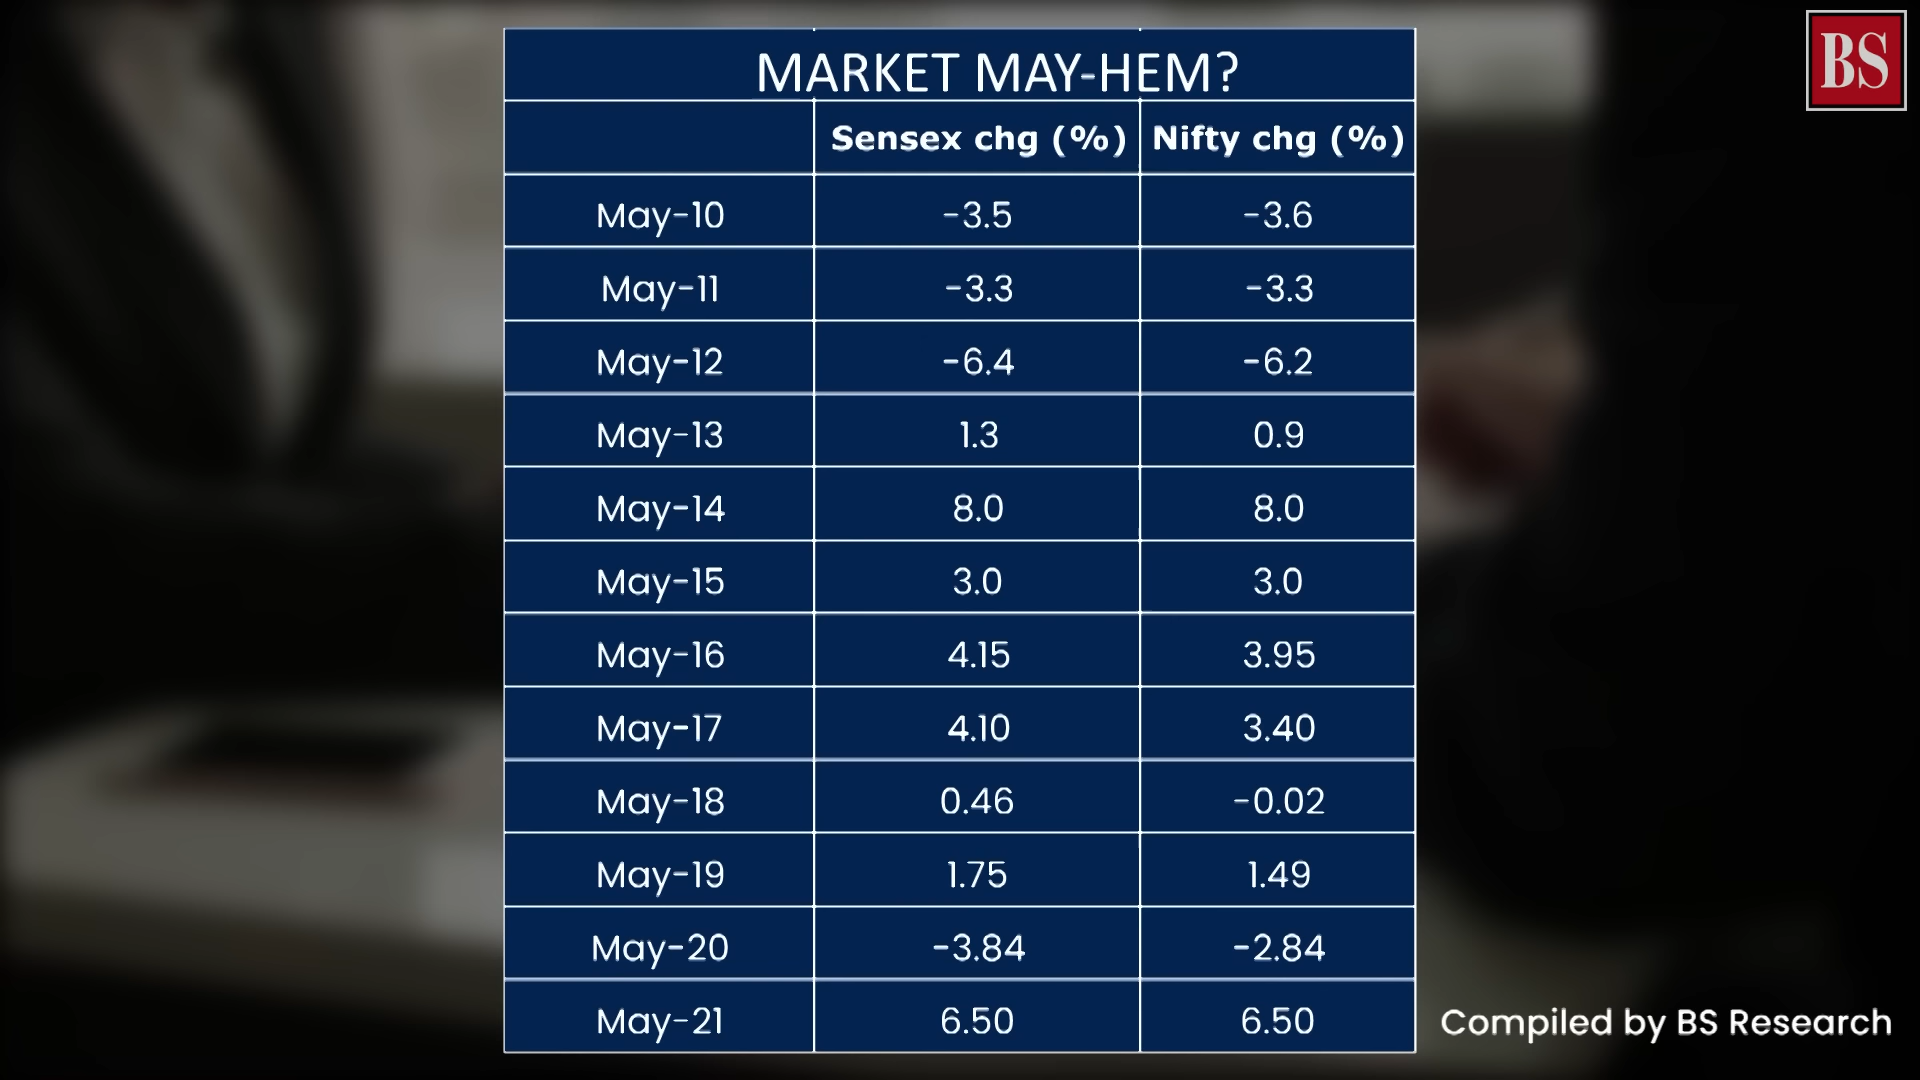 BS
MARKET MAY-HEM?
Sensex chg (%) Nifty chg (%)
May-10 -3.5 -3.6
May-11 -3.3 -3.3
May-12 -6.4 -6.2
May-13 1.3 0.9
May-14 8.0 8.0
May-15 3.0 3.0
May-16 4.15 3.95
May-17 4.10 3.40
May-18 0.46 -0.02
May-19 1.75 1.49
May-20 -3.84 -2.84
May-21 6.50 6.50
Compiled by BS Research